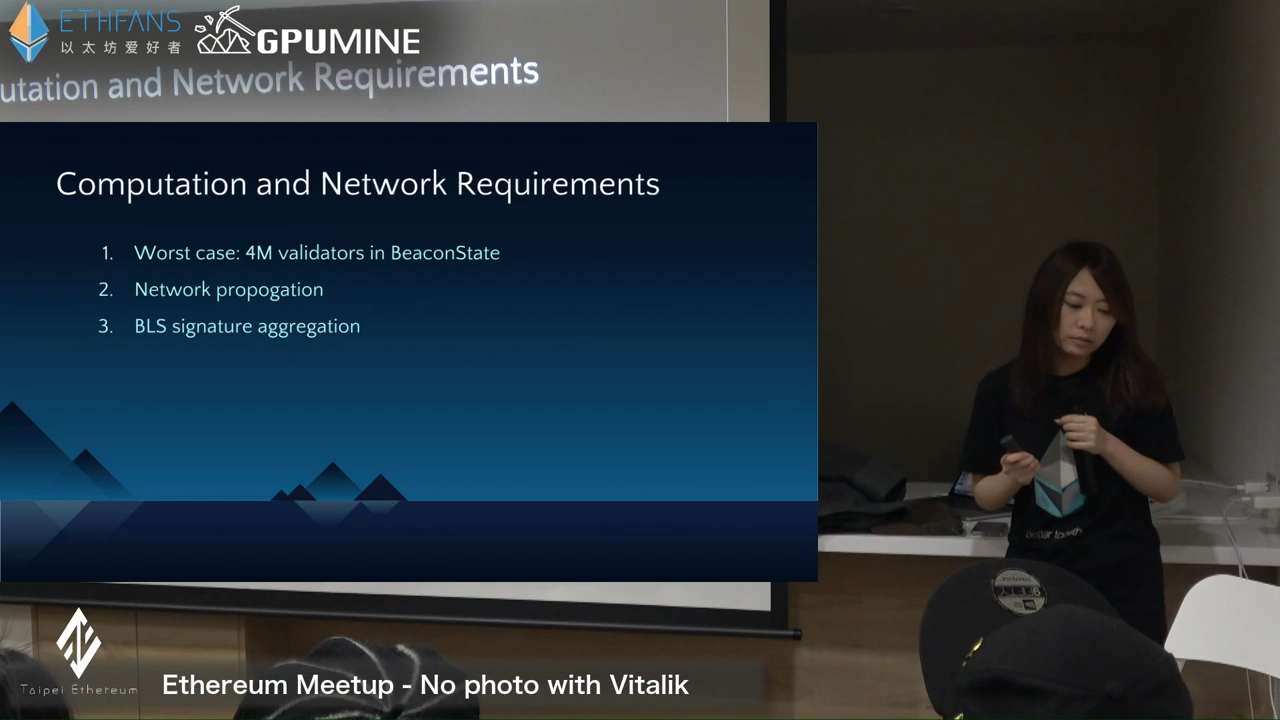 ETHFANS
以太坊爱好者
GPUMINE
utation and Network Requirements
Computation and Network Requirements
1. Worst case: 4M validators in BeaconState
2. Network propogation
3. BLS signature aggregation
Taipei Ethereum
Ethereum Meetup - No photo with Vitalik